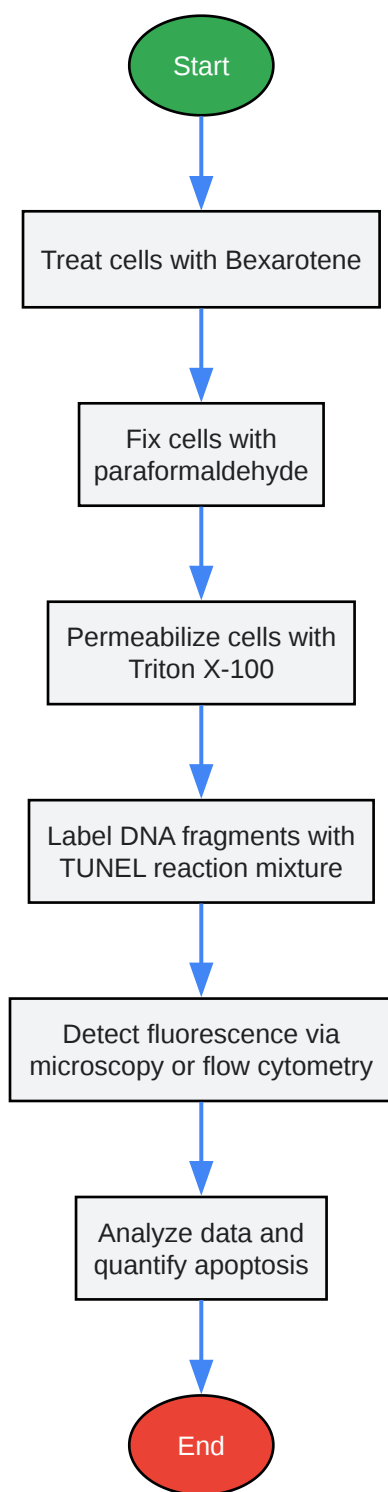 Start
Treat cells with Bexarotene
Fix cells with
paraformaldehyde
Permeabilize cells with
Triton X-100
Label DNA fragments with
TUNEL reaction mixture
Detect fluorescence via
microscopy or flow cytometry
Analyze data and
quantify apoptosis
End